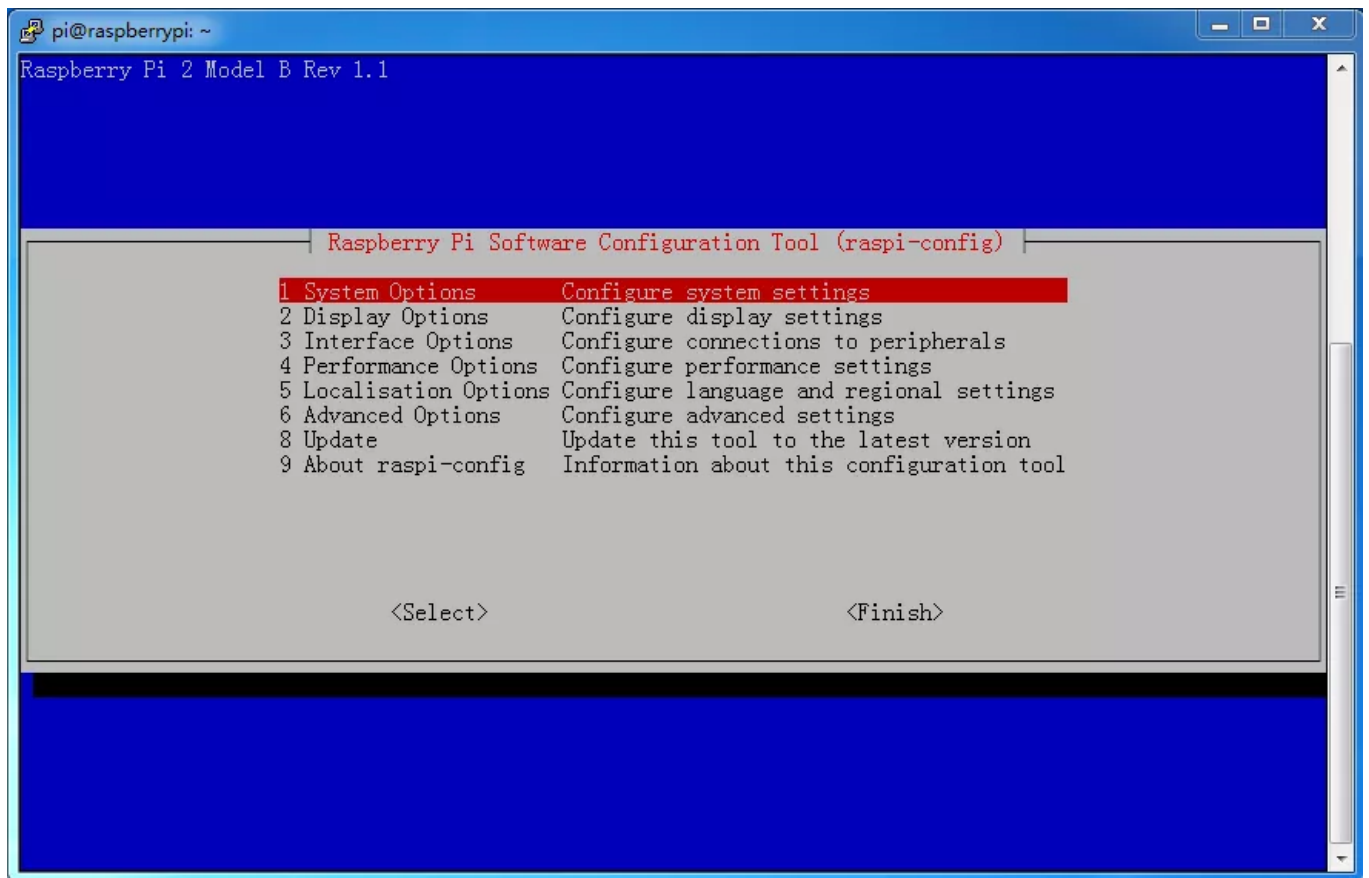 pi@raspberrypi: ~
Raspberry Pi 2 Model B Rev 1.1
Raspberry Pi Software Configuration Tool (raspi-config)
1 System Options Configure system settings
2 Display Options Configure display settings
3 Interface Options Configure connections to peripherals
4 Performance Options Configure performance settings
5 Localisation Options Configure language and regional settings
6 Advanced Options Configure advanced settings
8 Update Update this tool to the latest version
9 About raspi-config Information about this configuration tool
<Select> <Finish>